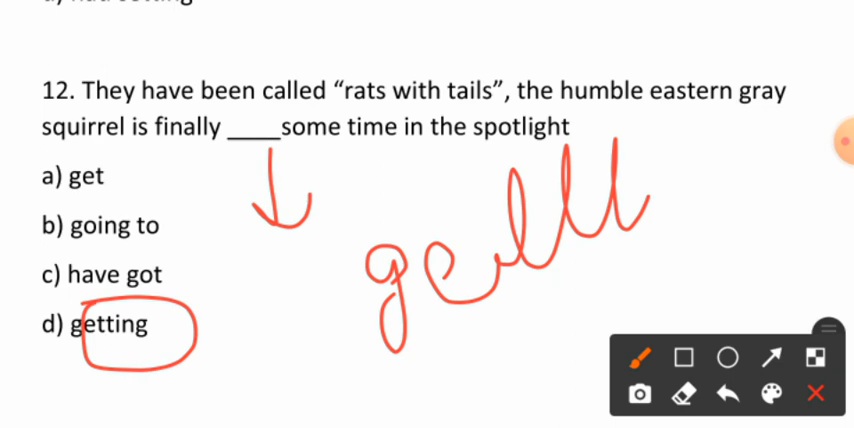 12. They have been called “rats with tails”, the humble eastern gray
squirrel is finally ____some time in the spotlight
a) get
b) going to
c) have got
d) getting